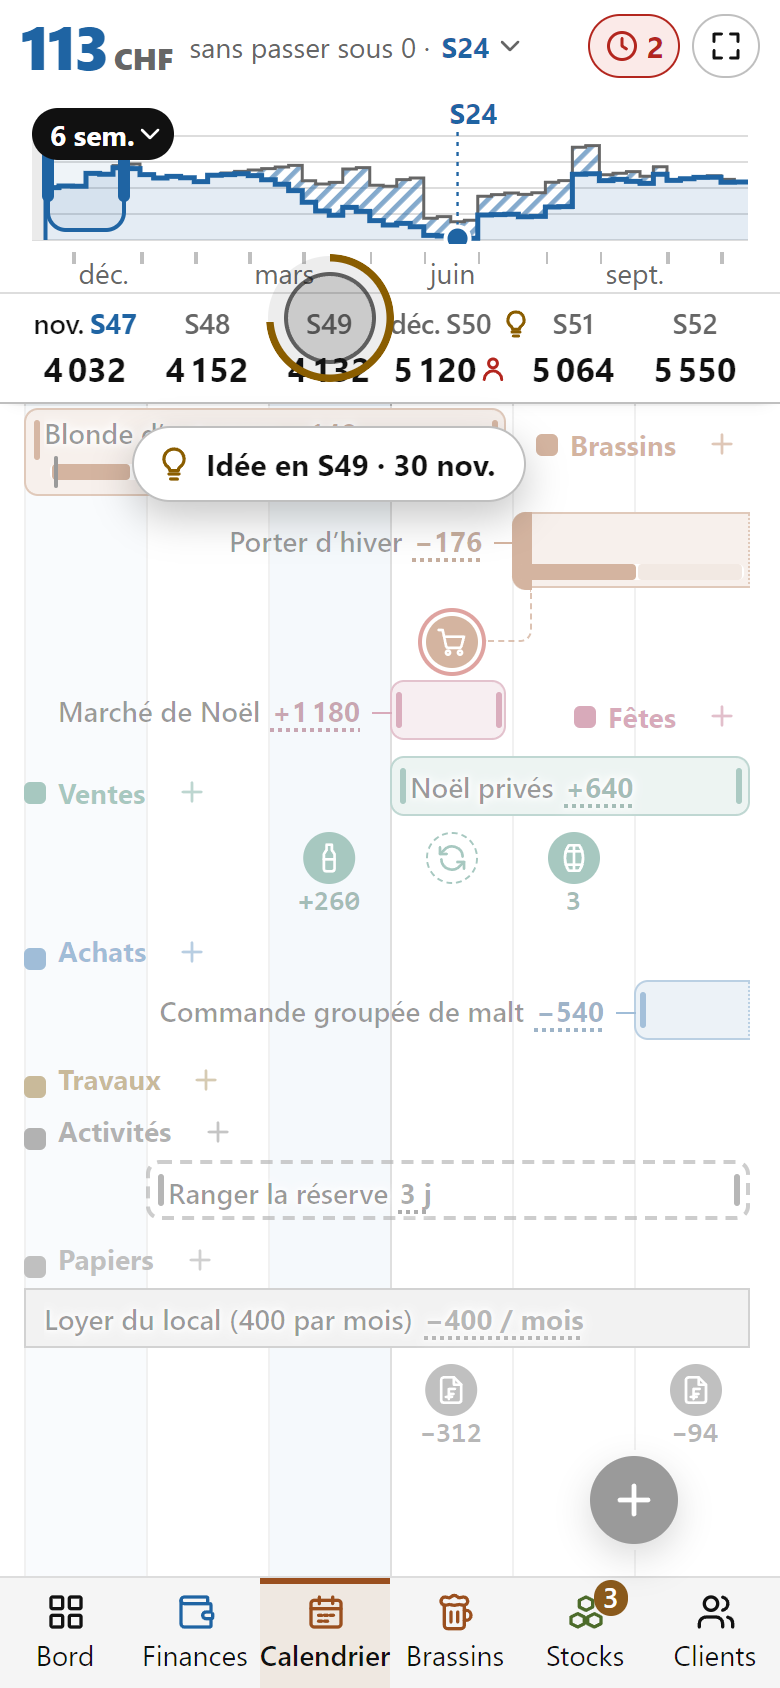 113 CHF sans passer sous 0 · S24
2
S24
6 sem.
déc. mars juin sept.
nov. S47 S48 S49 déc. S50 S51 S52
4 032 4 152 4 132 5 120 5 064 5 550
Blonde
Idée en S49 · 30 nov.
Brassins
Porter d’hiver −176
Marché de Noël +1 180
Fêtes
Noël privés +640
Ventes
+260 3
Achats
Commande groupée de malt −540
Travaux
Activités
Ranger la réserve 3 j
Papiers
Loyer du local (400 par mois) −400 / mois
−312 −94
Bord Finances Calendrier Brassins Stocks Clients
3